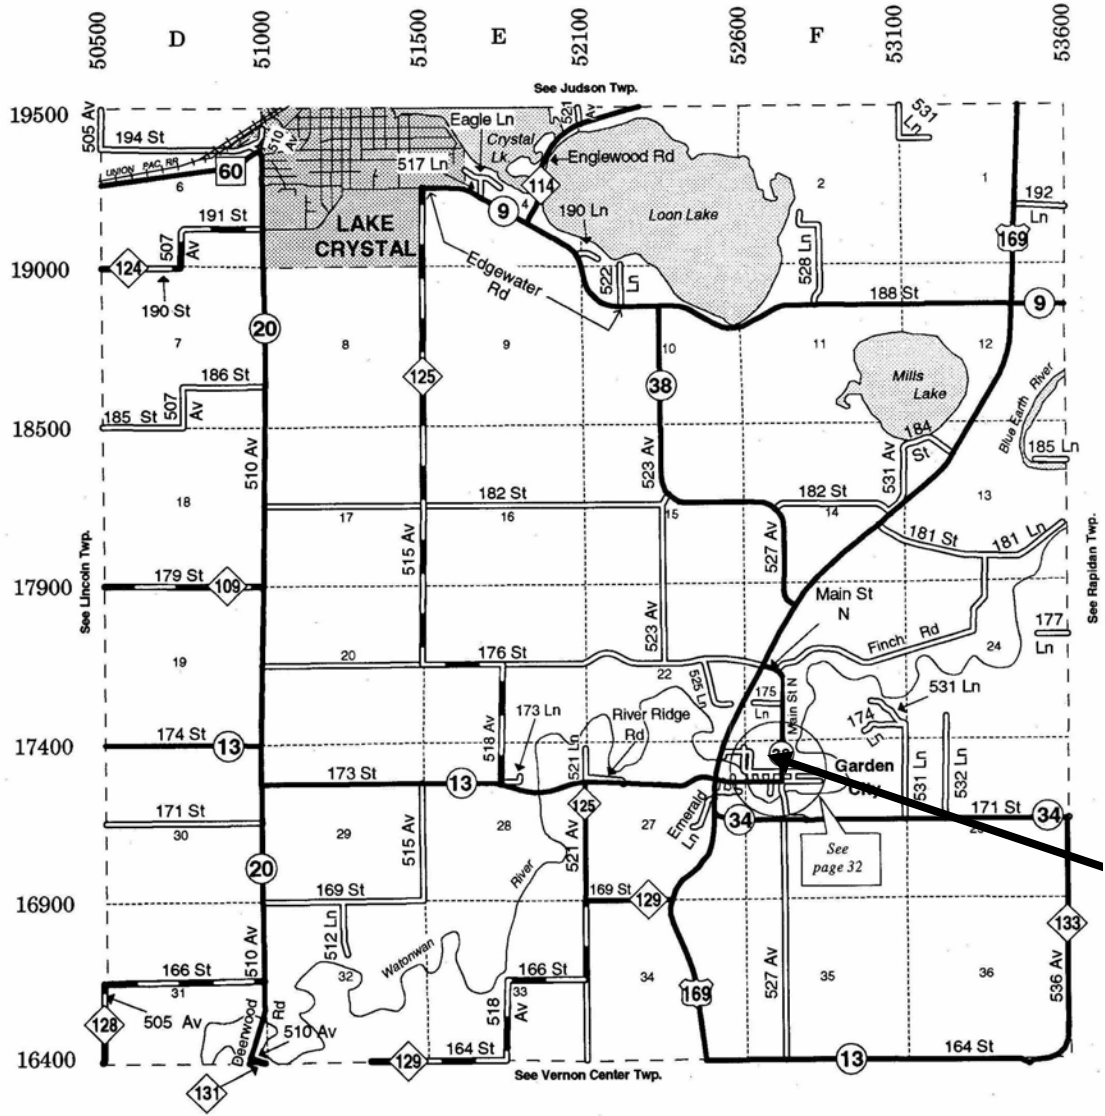 50500
D
51000
51500
E
52100
52600
F
53100
53600
See Judson Twp.
19500
505 Av
194 St
510 Av
UNION PAC. RR
60
6
Eagle Ln
Crystal Lk.
521 Av
517 Ln
Englewood Rd
114
4
9
190 Ln
Loon Lake
531 Ln
2
1
192 Ln
169
191 St
507 Av
LAKE CRYSTAL
19000
124
190 St
Edgewater Rd
522 Ln
528 Ln
188 St
9
20
7
8
9
10
11
12
186 St
507 Av
185 St
125
38
Mills Lake
Blue Earth River
18500
510 Av
523 Av
531 Av
184 St
185 Ln
18
182 St
17
16
15
182 St
14
13
515 Av
527 Av
181 St
181 Ln
See Lincoln Twp.
See Rapidan Twp.
17900
179 St
109
Main St N
523 Av
Finch Rd
177 Ln
19
20
176 St
22
24
525 Ln
175 Ln
Main St N
531 Ln
174 Ln
518 Av
173 Ln
River Ridge Rd
521 Ln
17400
174 St
13
173 St
13
Garden City
531 Ln
532 Ln
125
Emerald Ln
34
171 St
34
171 St
30
29
28
27
515 Av
521 Av
See page 32
20
River
16900
169 St
169 St
129
133
512 Ln
Watonwan
510 Av
166 St
31
32
166 St
33
34
35
36
527 Av
536 Av
518 Av
169
128
505 Av
Deerwood Rd
510 Av
16400
129
164 St
13
164 St
131
See Vernon Center Twp.